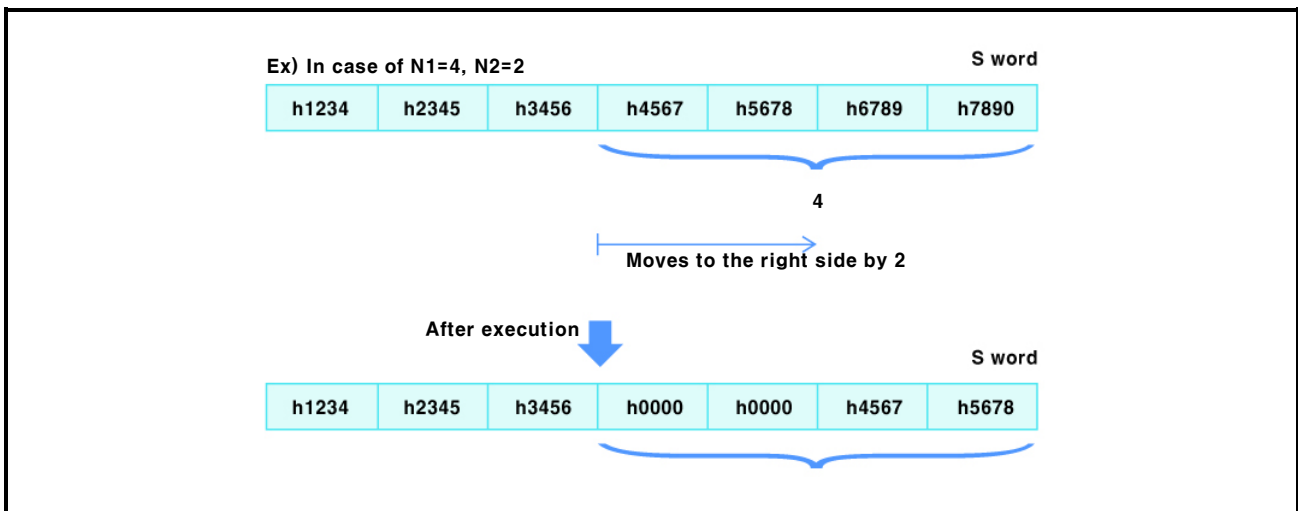 Ex) In case of N1=4, N2=2
S word
h1234 h2345 h3456 h4567 h5678 h6789 h7890
4
Moves to the right side by 2
After execution
S word
h1234 h2345 h3456 h0000 h0000 h4567 h5678